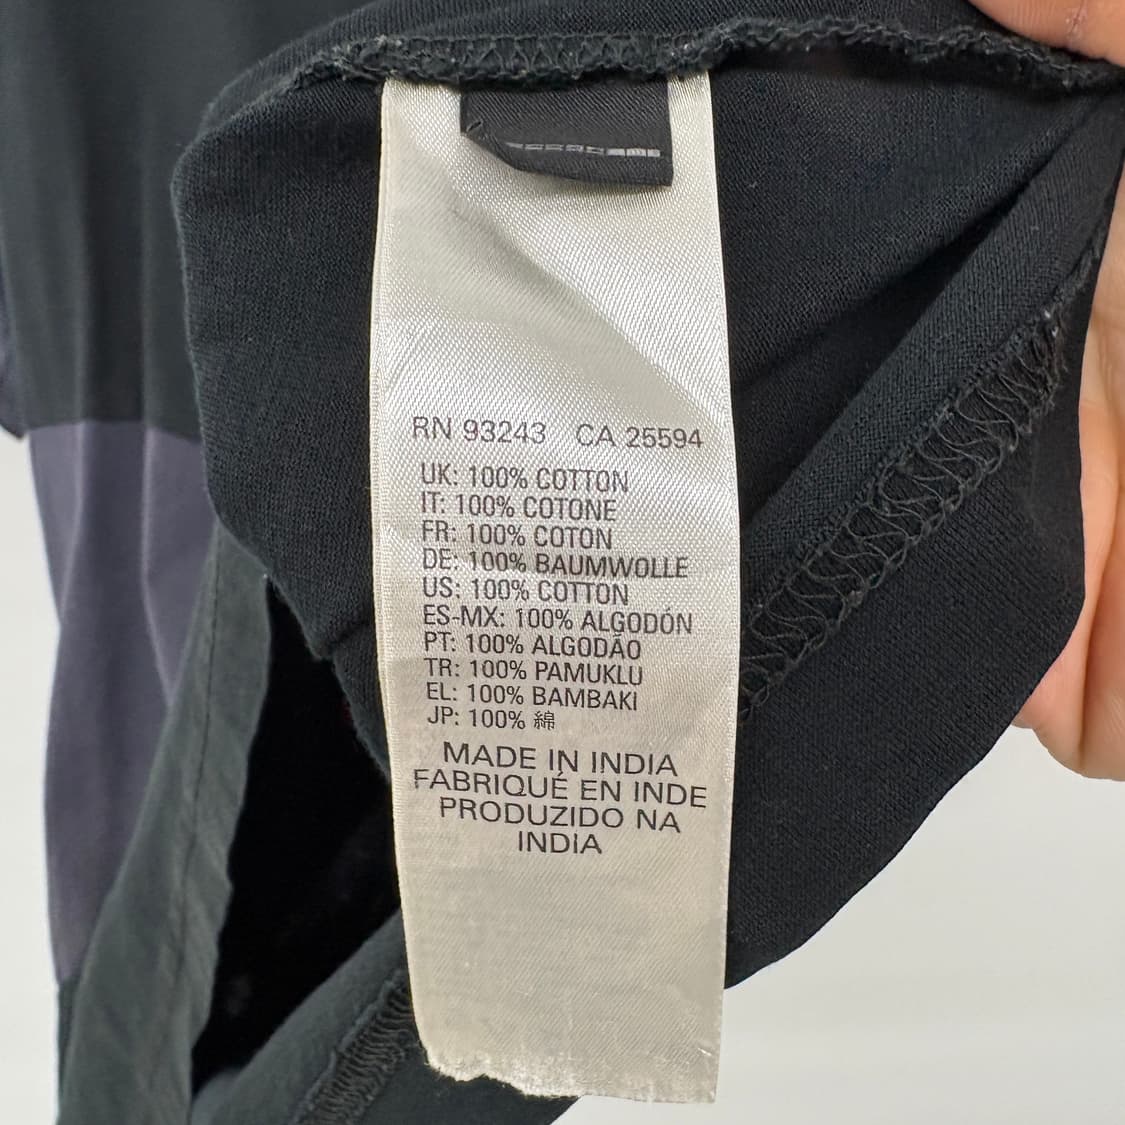 RN 93243 CA 25594
UK: 100% COTTON
IT: 100% COTONE
FR: 100% COTON
DE: 100% BAUMWOLLE
US: 100% COTTON
ES-MX: 100% ALGODÓN
PT: 100% ALGODÃO
TR: 100% PAMUKLU
EL: 100% BAMBAKI
JP: 100% 綿
MADE IN INDIA
FABRIQUÉ EN INDE
PRODUZIDO NA
INDIA